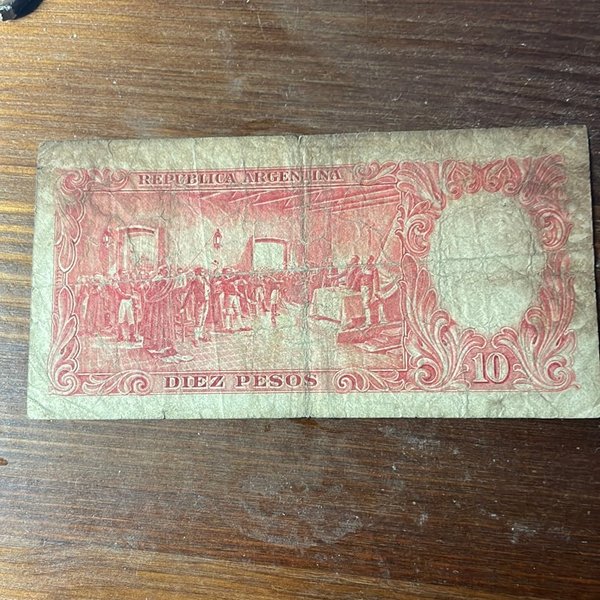 REPUBLICA ARGENTINA
DIEZ PESOS
10